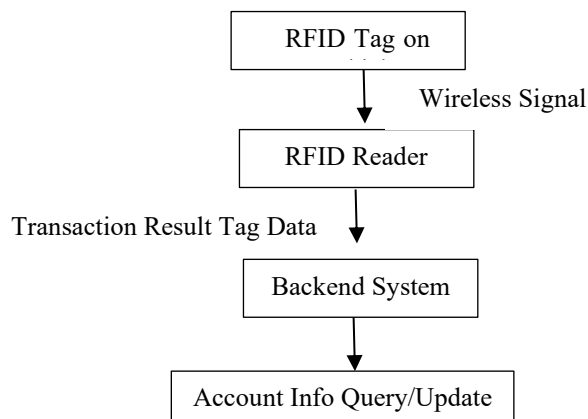 RFID Tag on
Wireless Signal
RFID Reader
Transaction Result Tag Data
Backend System
Account Info Query/Update